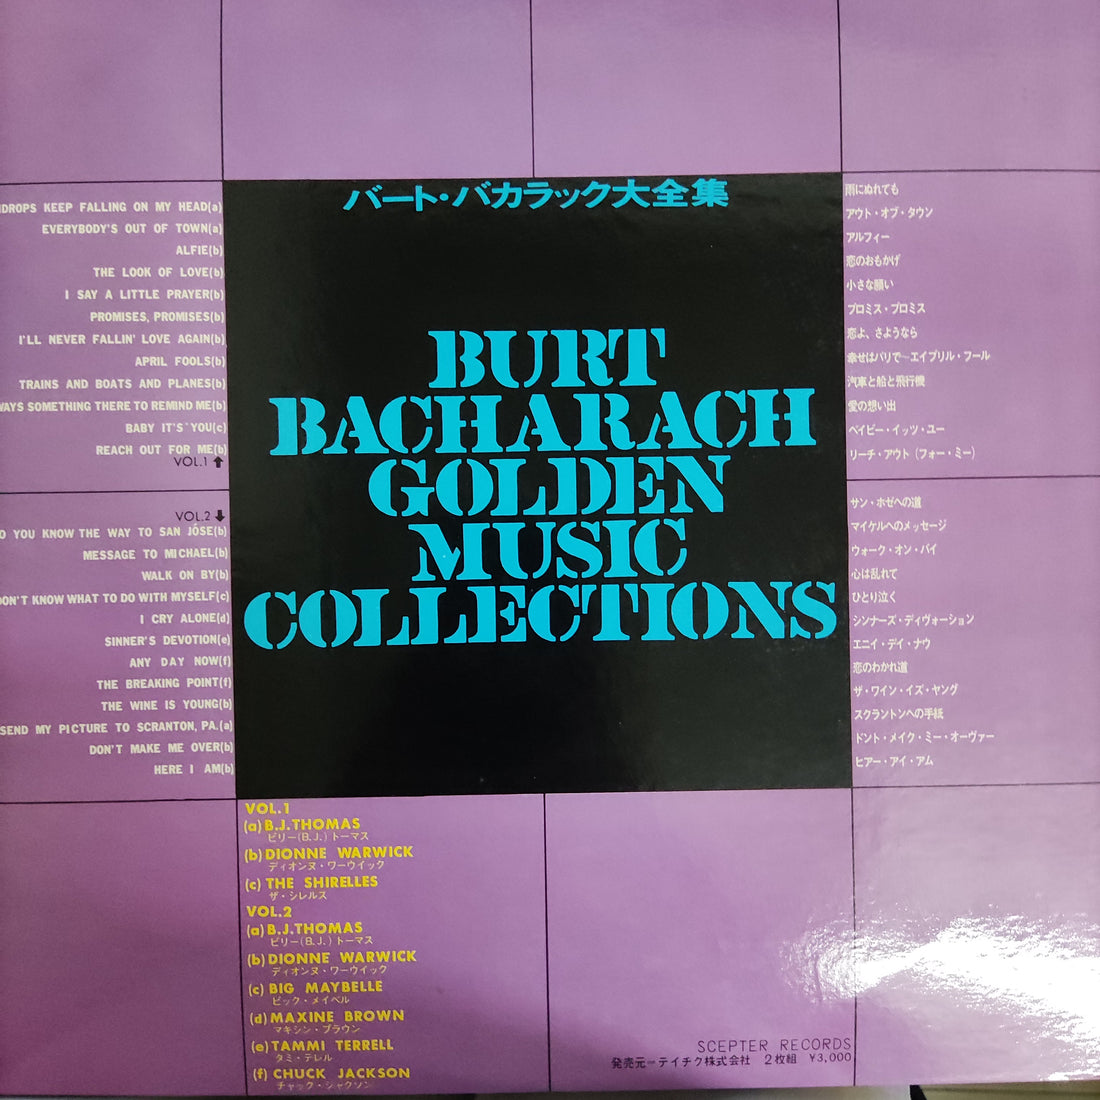 バート・バカラック大全集
BURT
BACHARACH
GOLDEN
MUSIC
COLLECTIONS
DROPS KEEP FALLING ON MY HEAD(a)
EVERYBODY'S OUT OF TOWN(a)
ALFIE(b)
THE LOOK OF LOVE(b)
I SAY A LITTLE PRAYER(b)
PROMISES, PROMISES(b)
I'LL NEVER FALLIN' LOVE AGAIN(b)
APRIL FOOLS(b)
TRAINS AND BOATS AND PLANES(b)
WAYS SOMETHING THERE TO REMIND ME(b)
BABY IT'S YOU(c)
REACH OUT FOR ME(b)
VOL.1 ↑
VOL.2 ↓
O YOU KNOW THE WAY TO SAN JOSE(b)
MESSAGE TO MICHAEL(b)
WALK ON BY(b)
DON'T KNOW WHAT TO DO WITH MYSELF(c)
I CRY ALONE(d)
SINNER'S DEVOTION(e)
ANY DAY NOW(f)
THE BREAKING POINT(f)
THE WINE IS YOUNG(b)
SEND MY PICTURE TO SCRANTON, PA.(a)
DON'T MAKE ME OVER(b)
HERE I AM(b)
雨にぬれても
アウト・オブ・タウン
アルフィー
恋のおもかげ
小さな願い
プロミス・プロミス
恋よ、さようなら
幸せはパリで—エイプリル・フール
汽車と船と飛行機
愛の想い出
ベイビー・イッツ・ユー
リーチ・アウト(フォー・ミー)
サン・ホゼへの道
マイケルへのメッセージ
ウォーク・オン・バイ
心は乱れて
ひとり泣く
シンナーズ・ディヴォーション
エニイ・デイ・ナウ
恋のわかれ道
ザ・ワイン・イズ・ヤング
スクラントンへの手紙
ドント・メイク・ミー・オーヴァー
ヒアー・アイ・アム
VOL.1
(a) B.J.THOMAS
ビリー(B.J.)トーマス
(b) DIONNE WARWICK
ディオンヌ・ワーウイック
(c) THE SHIRELLES
ザ・シレルス
VOL.2
(a) B.J.THOMAS
ビリー(B.J.)トーマス
(b) DIONNE WARWICK
ディオンヌ・ワーウイック
(c) BIG MAYBELLE
ビック・メイベル
(d) MAXINE BROWN
マキシン・ブラウン
(e) TAMMI TERRELL
タミ・テレル
(f) CHUCK JACKSON
チャック・ジャクソン
SCEPTER RECORDS
発売元=テイチク株式会社 2枚組 ¥3,000